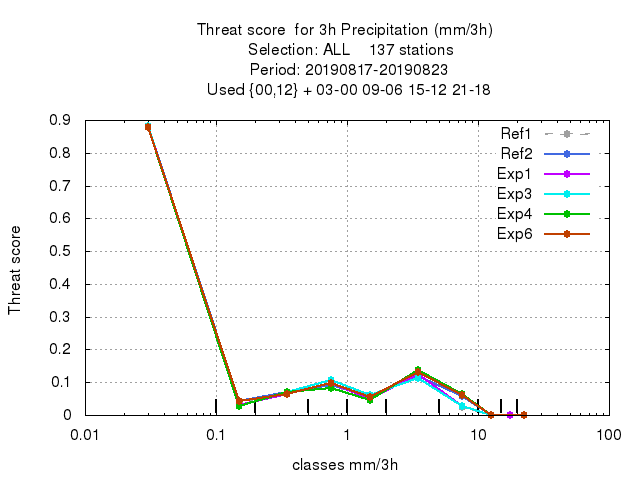 Threat score  for 3h Precipitation (mm/3h)
Selection: ALL    137 stations
Period: 20190817-20190823
Used {00,12} + 03-00 09-06 15-12 21-18
Ref1
Ref2
Exp1
Exp3
Exp4
Exp6
0.9
0.8
0.7
0.6
0.5
0.4
0.3
0.2
0.1
0
Threat score
0.01
0.1
1
10
100
classes mm/3h